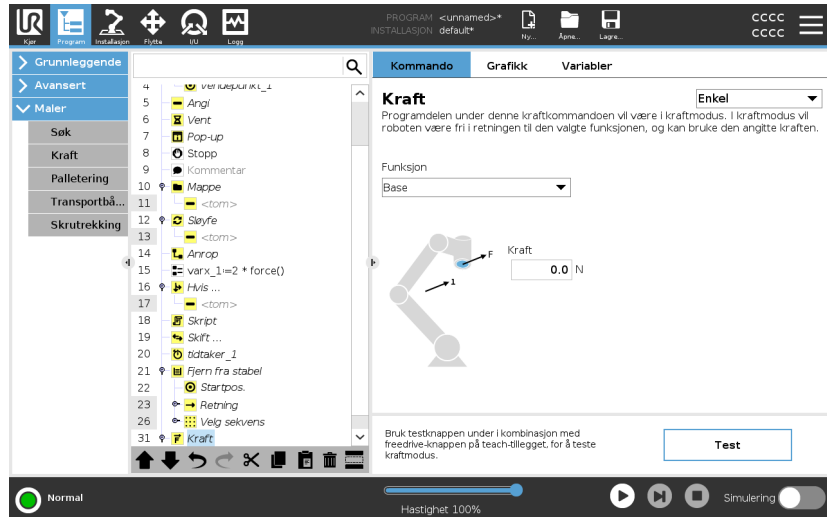 PROGRAM <unnamed>*
INSTALLASJON default*
Kjør
Program
Installasjon
Flytte
I/U
Logg
Ny...
Åpne...
Lagre...
CCCC
CCCC
Grunnleggende
Avansert
Maler
Søk
Kraft
Palletering
Transportbå...
Skrutrekking
4 Vendepunkt_1
5 Angi
6 Vent
7 Pop-up
8 Stopp
9 Kommentar
10 Mappe
11 <tom>
12 Sløyfe
13 <tom>
14 Anrop
15 varx_1:=2 * force()
16 Hvis ...
17 <tom>
18 Skript
19 Skift ...
20 tidtaker_1
21 Fjern fra stabel
22 Startpos.
23 Retning
26 Velg sekvens
31 Kraft
Kommando
Grafikk
Variabler
Kraft
Enkel
Programdelen under denne kraftkommandoen vil være i kraftmodus. I kraftmodus vil
roboten være fri i retningen til den valgte funksjonen, og kan bruke den angitte kraften.
Funksjon
Base
F
1
Kraft
0.0 N
Bruk testknappen under i kombinasjon med
freedrive-knappen på teach-tillegget, for å teste
kraftmodus.
Test
Normal
Hastighet 100%
Simulering